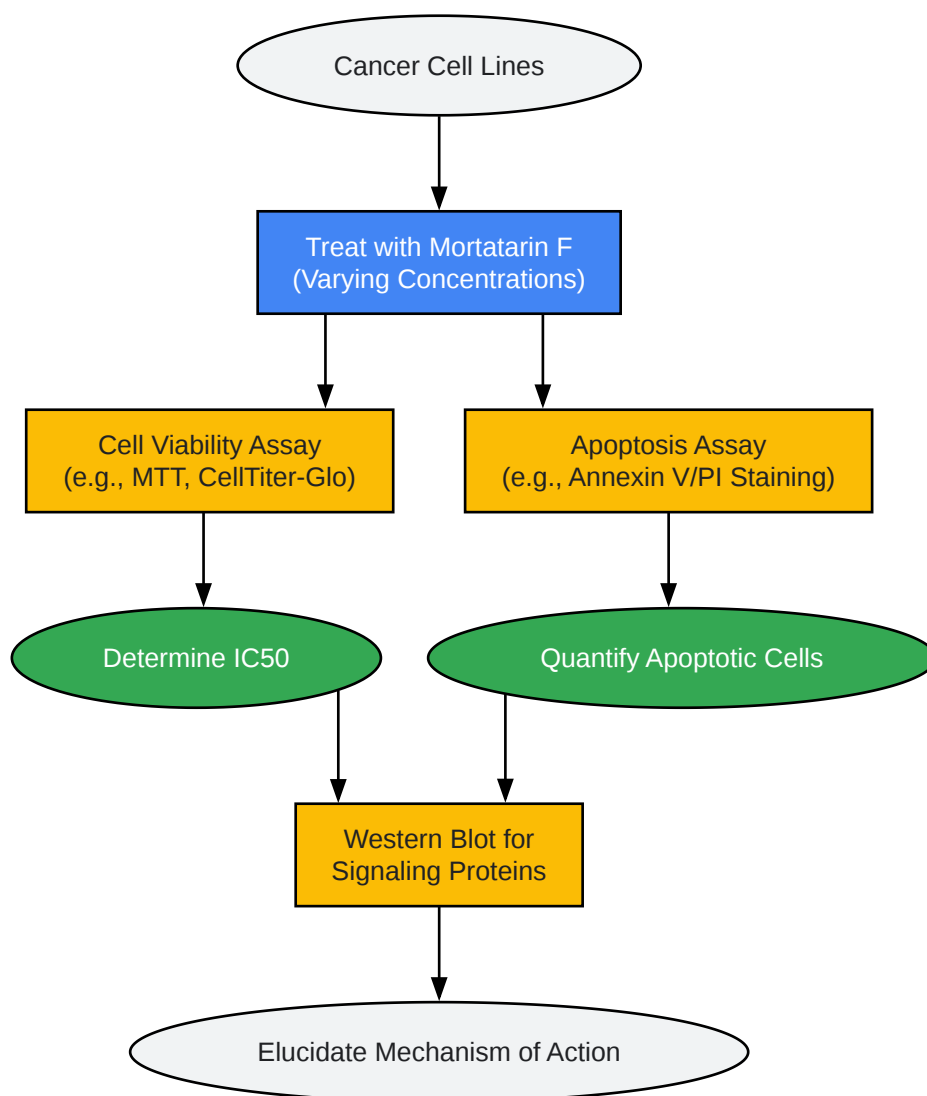 Cancer Cell Lines
Treat with Mortatarin F
(Varying Concentrations)
Cell Viability Assay
(e.g., MTT, CellTiter-Glo)
Apoptosis Assay
(e.g., Annexin V/PI Staining)
Determine IC50
Quantify Apoptotic Cells
Western Blot for
Signaling Proteins
Elucidate Mechanism of Action